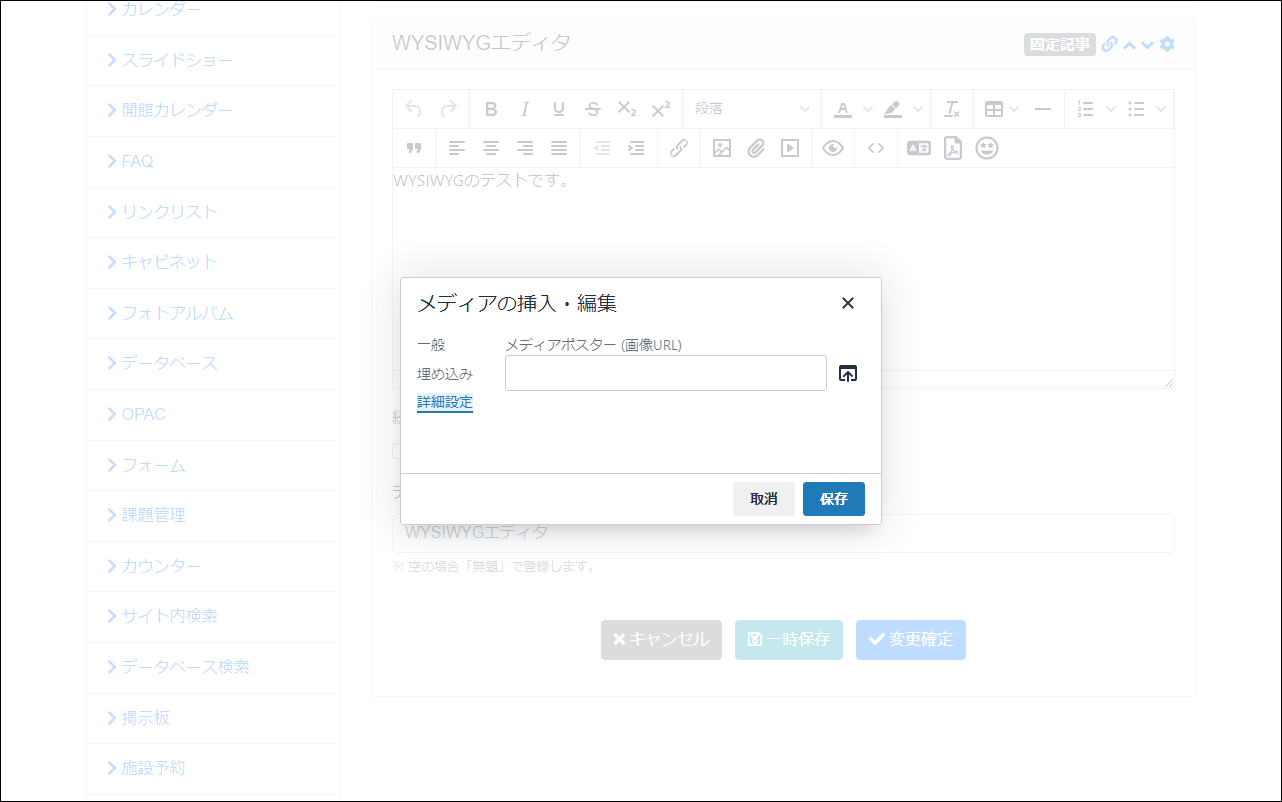 カレンダー
スライドショー
開館カレンダー
FAQ
リンクリスト
キャビネット
フォトアルバム
データベース
OPAC
フォーム
課題管理
カウンター
サイト内検索
データベース検索
掲示板
施設予約
WYSIWYGエディタ
固定記事
段落
WYSIWYGのテストです。
メディアの挿入・編集
一般
埋め込み
詳細設定
メディアポスター (画像URL)
取消
保存
WYSIWYGエディタ
※ 空の場合「無題」で登録します。
キャンセル
一時保存
変更確定